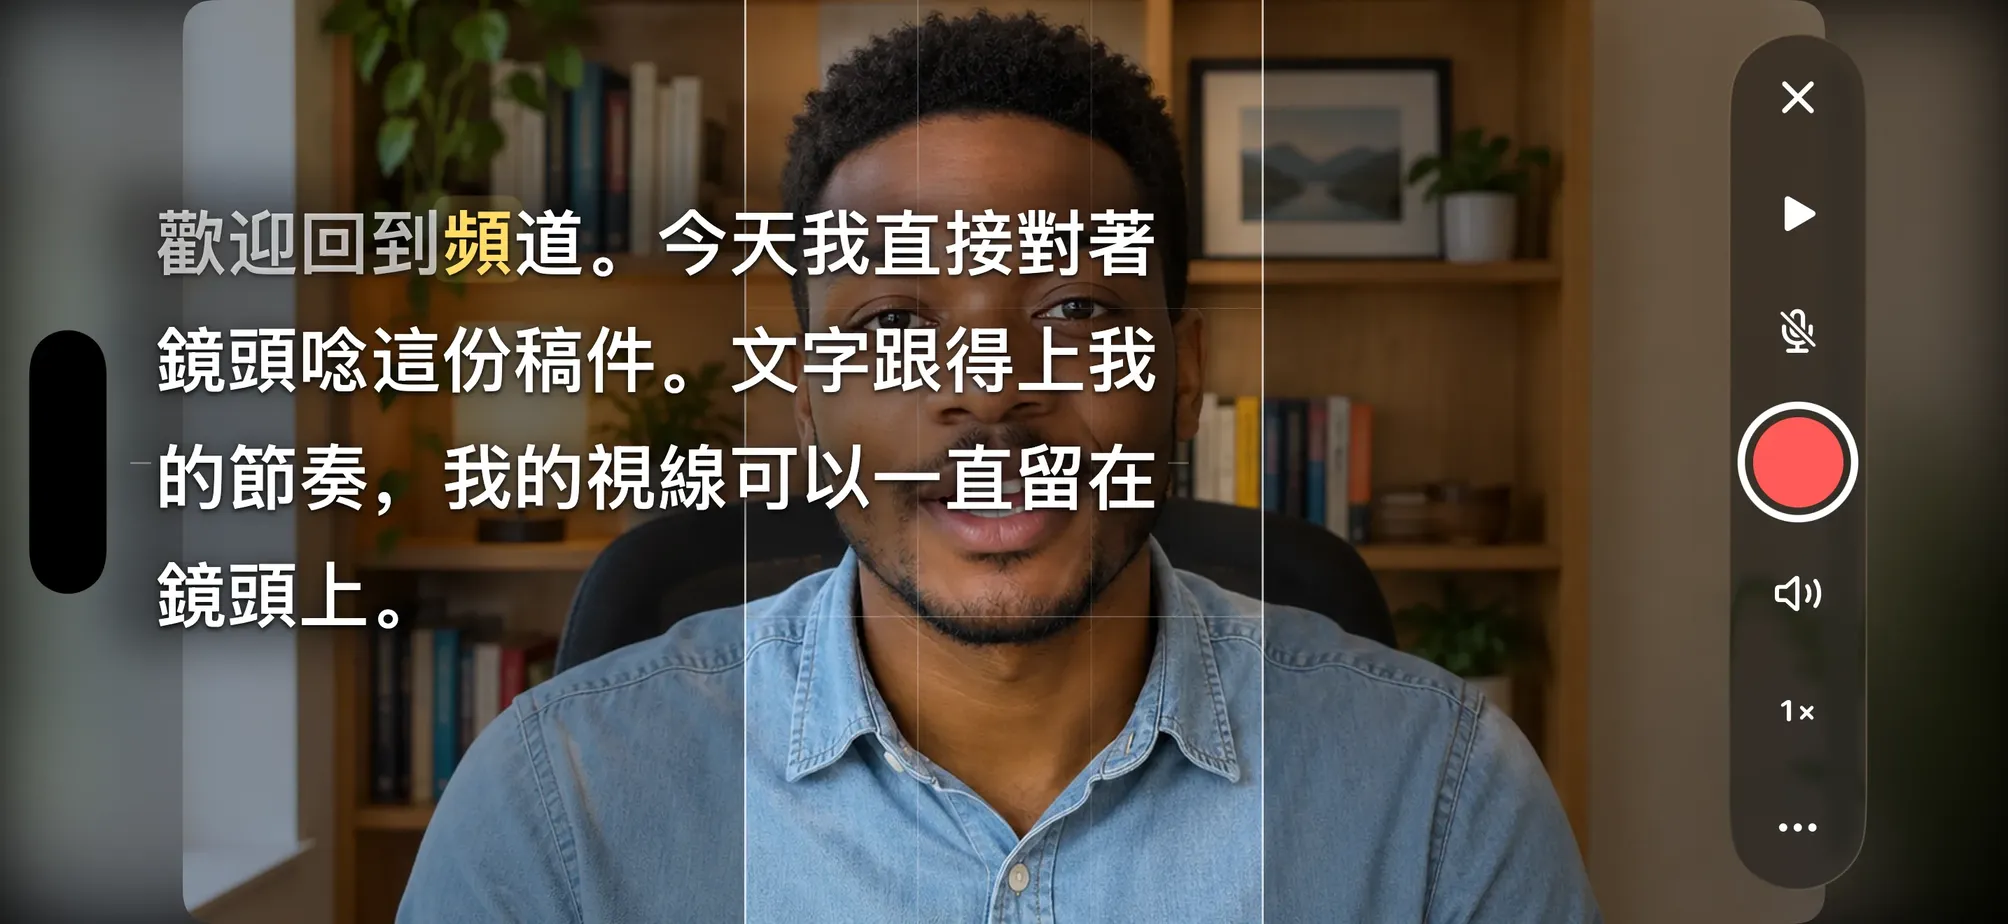 歡迎回到頻道。今天我直接對著
鏡頭唸這份稿件。文字跟得上我
的節奏，我的視線可以一直留在
鏡頭上。
1×